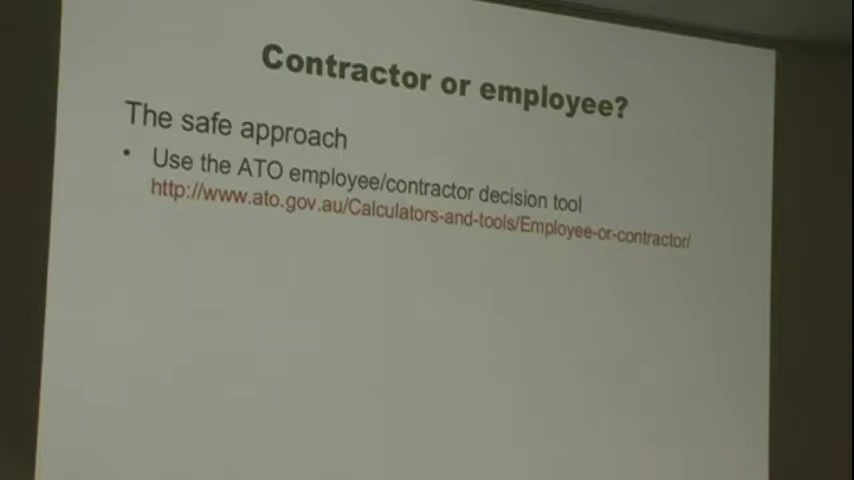 Contractor or employee?
The safe approach
• Use the ATO employee/contractor decision tool
http://www.ato.gov.au/Calculators-and-tools/Employee-or-contractor/